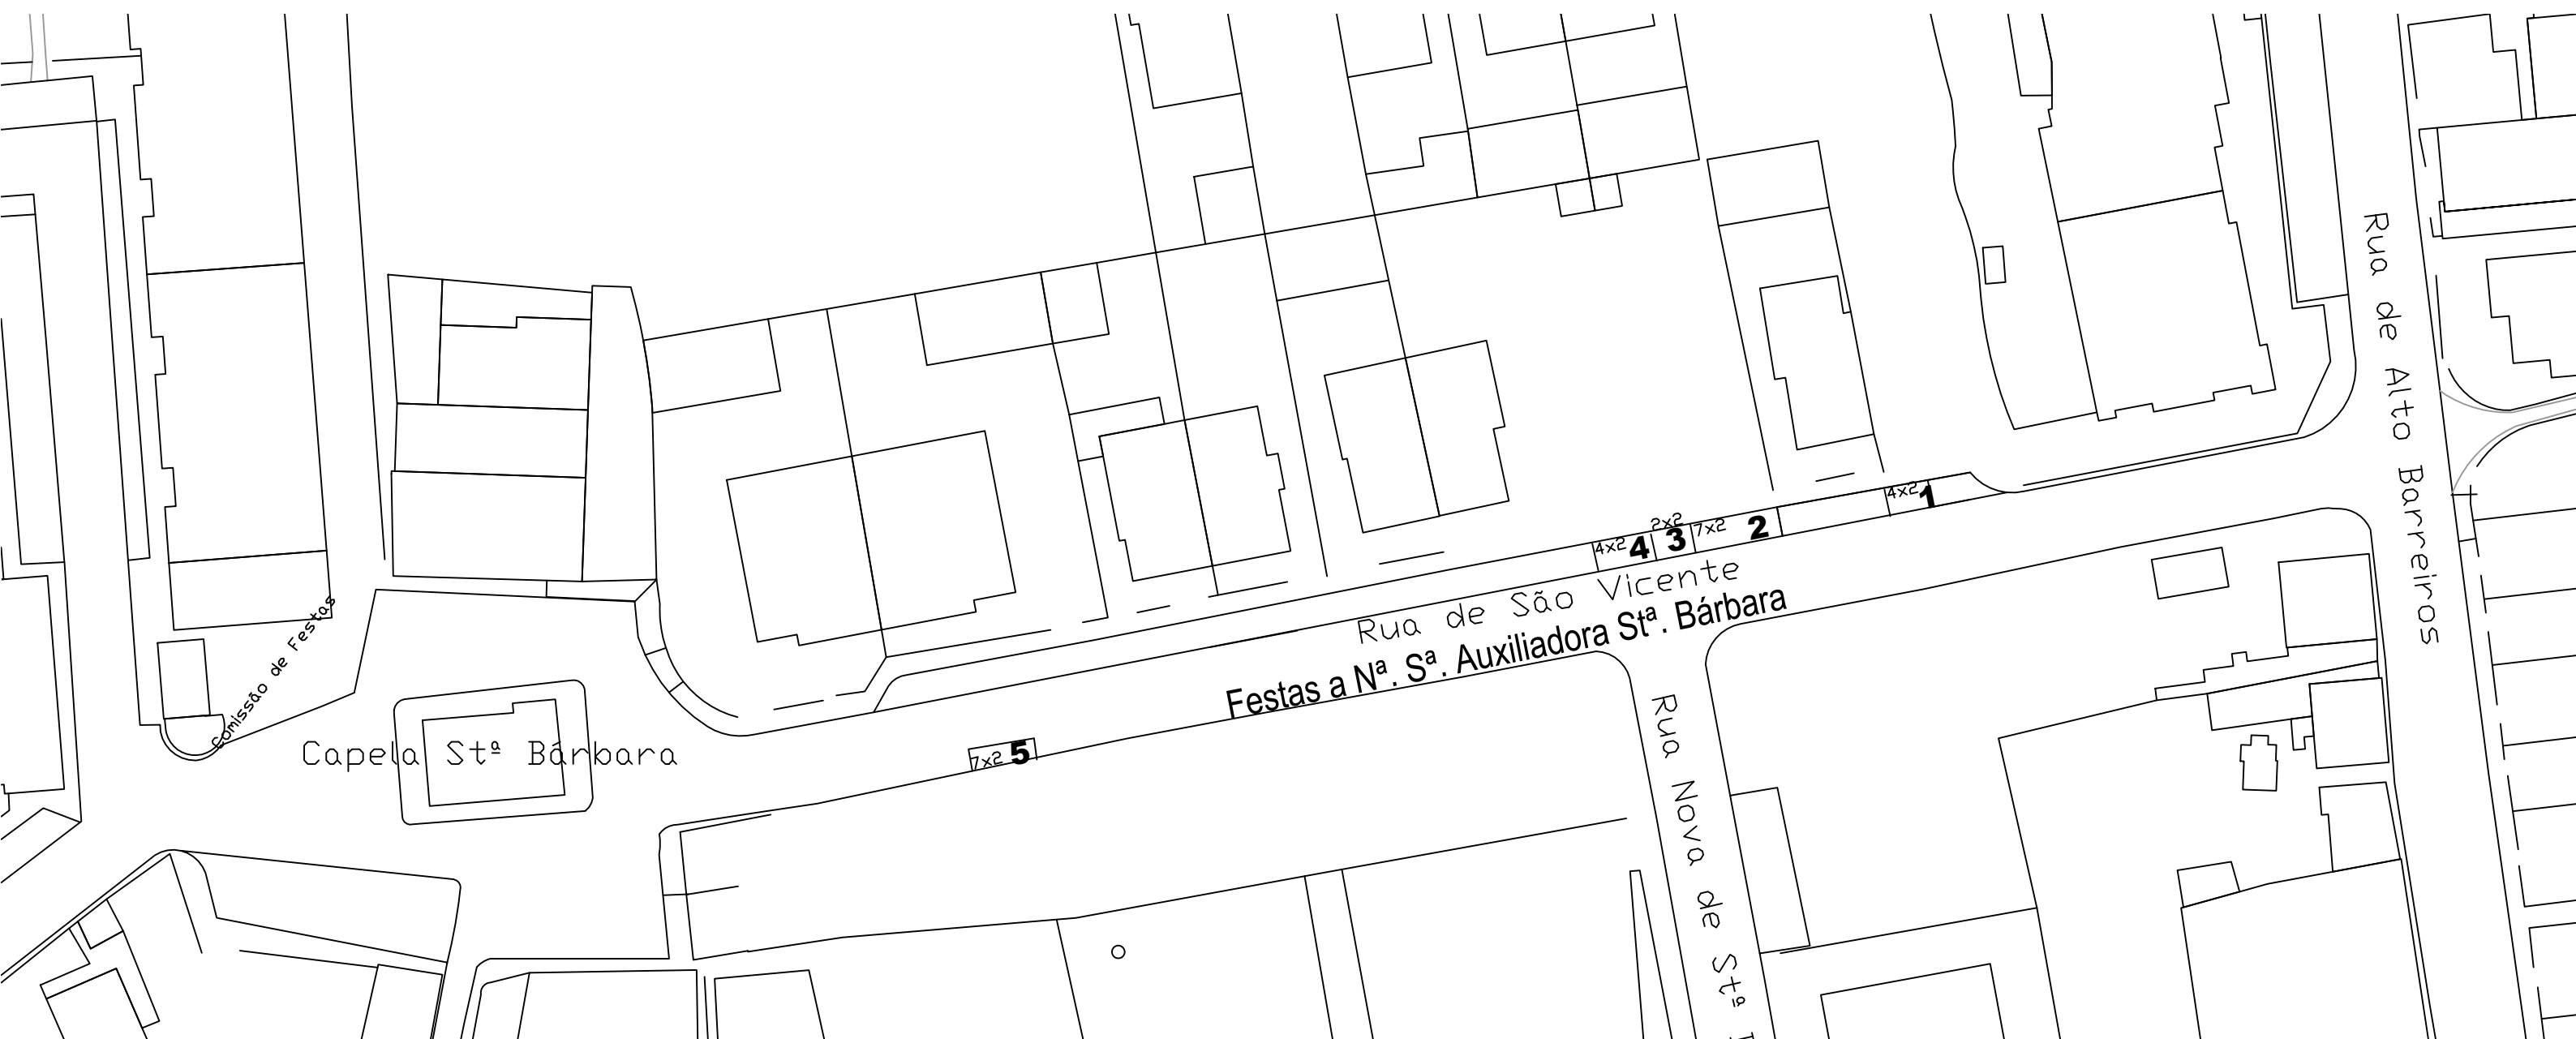 Rua de Alto Barreiros
4x2 1
4x2 4 2x2 3 7x2 2
Rua de São Vicente
Festas a Nª. Sª. Auxiliadora Stª. Bárbara
Comissão de Festas
Capela Stª Bárbara
7x2 5
Rua Nova de Stª